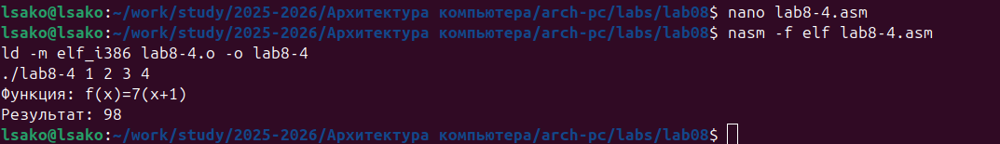 lsako@lsako:~/work/study/2025-2026/Архитектура компьютера/arch-pc/labs/lab08$ nano lab8-4.asm
lsako@lsako:~/work/study/2025-2026/Архитектура компьютера/arch-pc/labs/lab08$ nasm -f elf lab8-4.asm
ld -m elf_i386 lab8-4.o -o lab8-4
./lab8-4 1 2 3 4
Функция: f(x)=7(x+1)
Результат: 98
lsako@lsako:~/work/study/2025-2026/Архитектура компьютера/arch-pc/labs/lab08$